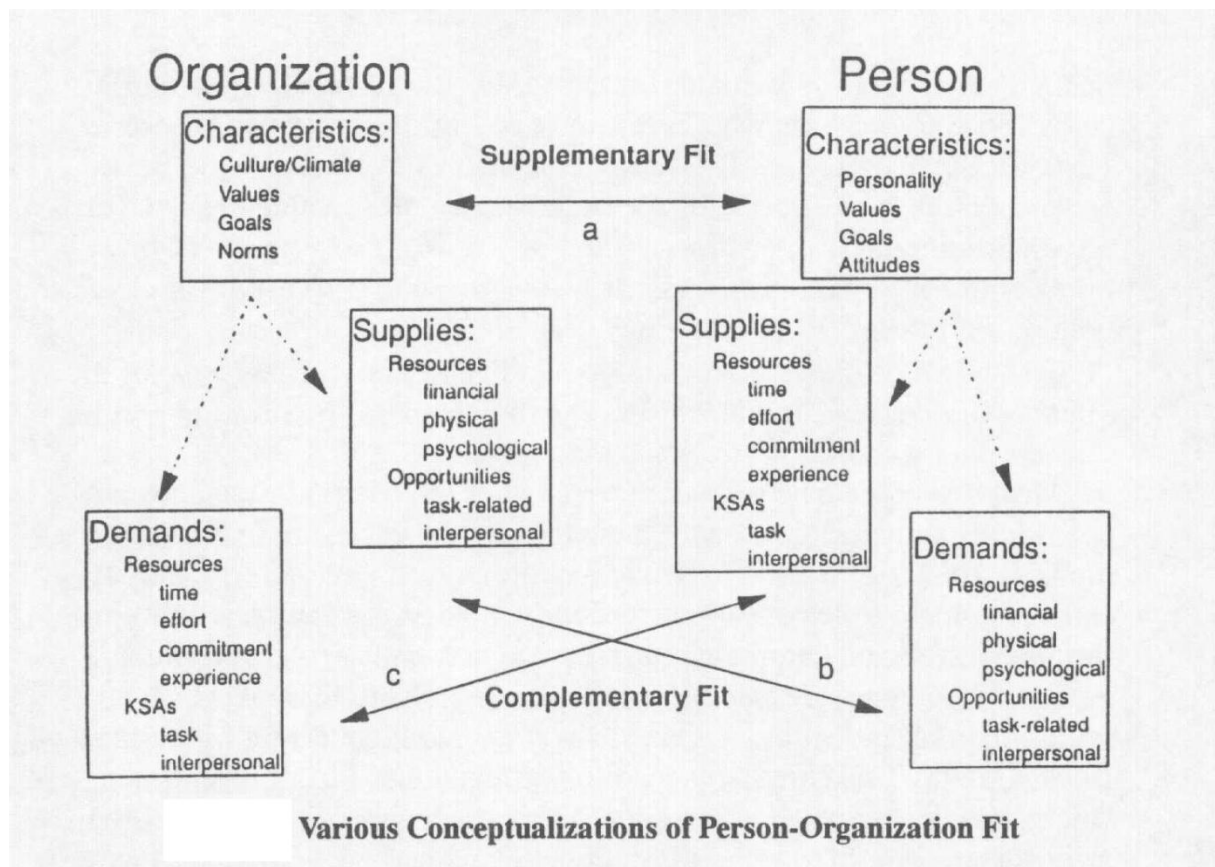 Organization
Person
Characteristics:
Culture/Climate
Values
Goals
Norms
Supplementary Fit
a
Characteristics:
Personality
Values
Goals
Attitudes
Supplies:
Resources
financial
physical
psychological
Opportunities
task-related
interpersonal
Supplies:
Resources
time
effort
commitment
experience
KSAs
task
interpersonal
Demands:
Resources
time
effort
commitment
experience
KSAs
task
interpersonal
Demands:
Resources
financial
physical
psychological
Opportunities
task-related
interpersonal
c
b
Complementary Fit
Various Conceptualizations of Person-Organization Fit